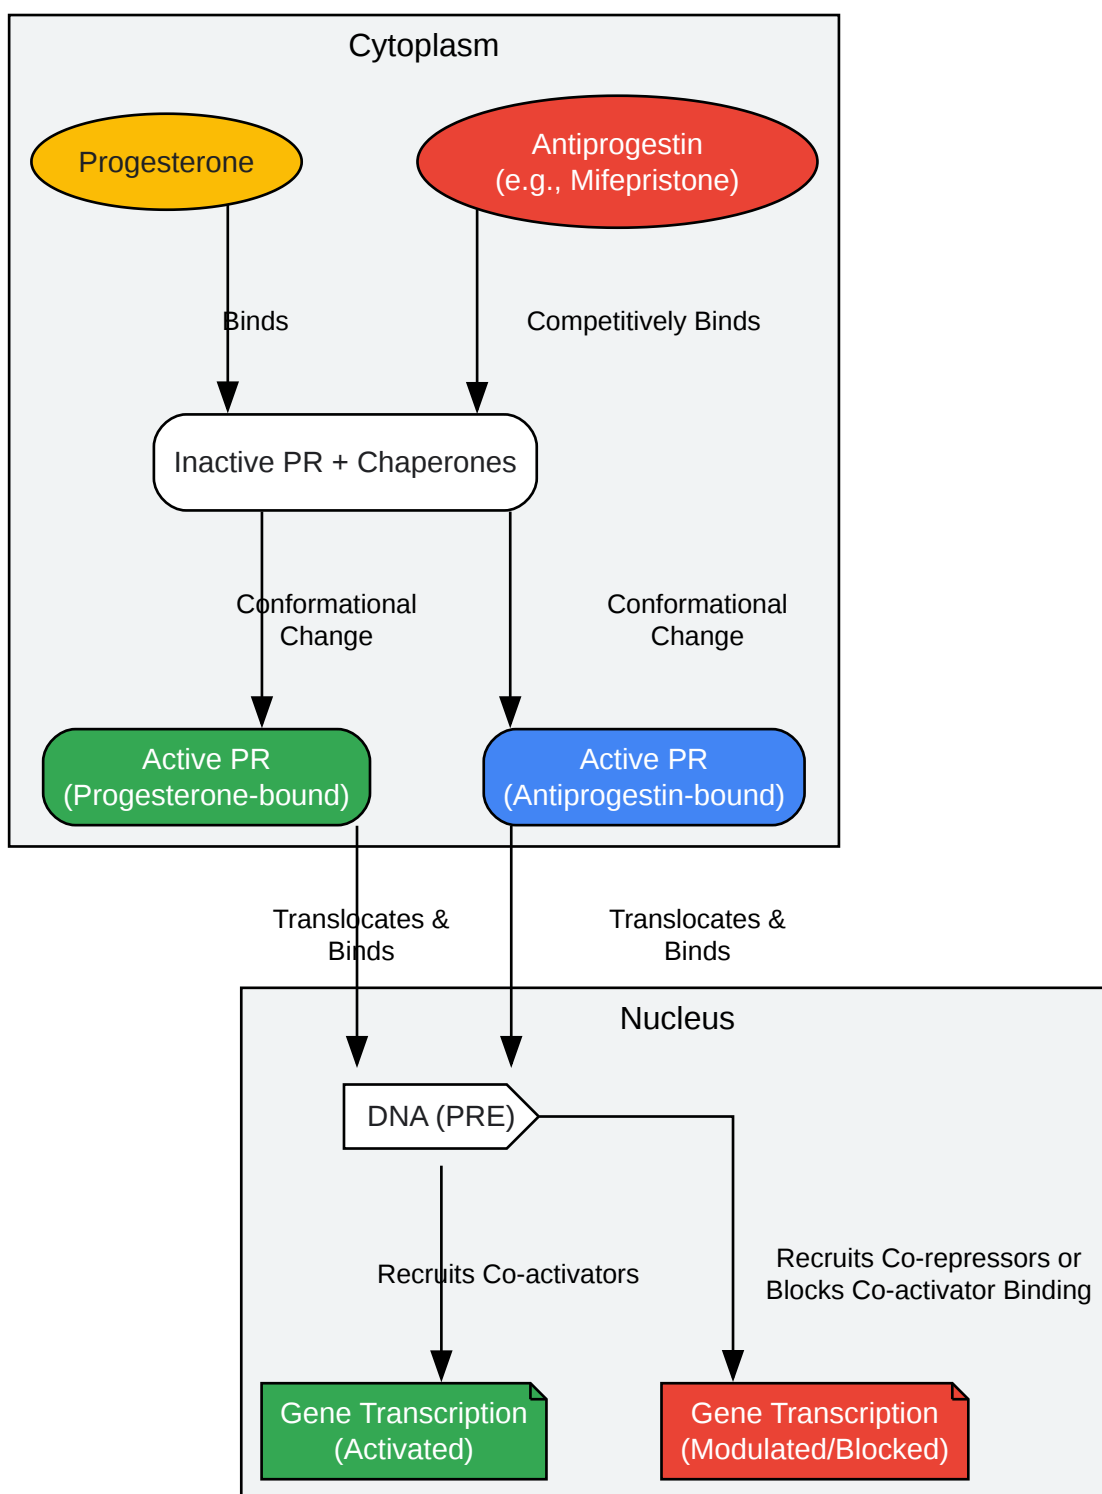 Cytoplasm
Progesterone
Antiprogestin
(e.g., Mifepristone)
Binds
Competitively Binds
Inactive PR + Chaperones
Conformational
Change
Conformational
Change
Active PR
(Progesterone-bound)
Active PR
(Antiprogestin-bound)
Translocates &
Binds
Translocates &
Binds
Nucleus
DNA (PRE)
Recruits Co-activators
Recruits Co-repressors or
Blocks Co-activator Binding
Gene Transcription
(Activated)
Gene Transcription
(Modulated/Blocked)